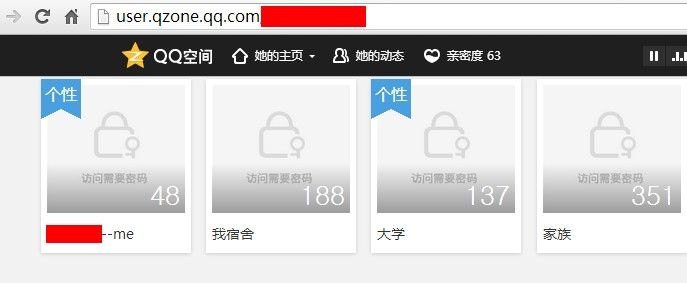 user.qzone.qq.com
QQ空间 她的主页 她的动态 亲密度 63
个性 个性
访问需要密码 访问需要密码 访问需要密码 访问需要密码
48 188 137 351
--me 我宿舍 大学 家族